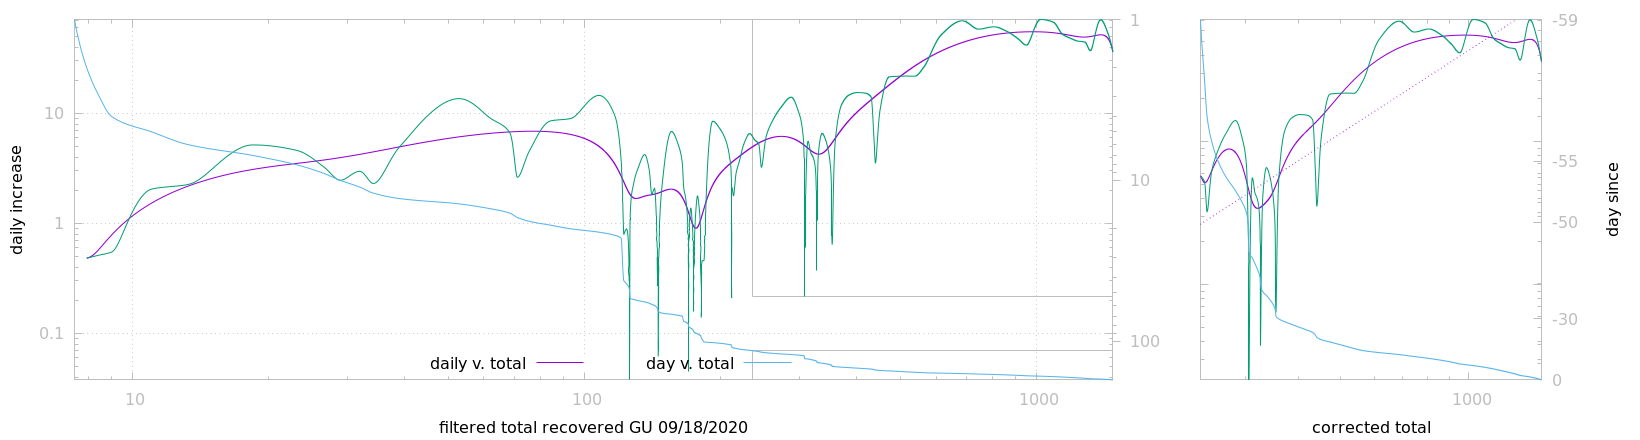 daily increase
10
1
0.1
daily v. total
day v. total
10
100
1000
filtered total recovered GU 09/18/2020
1
10
100
1000
corrected total
-59
-55
-50
-30
0
day since